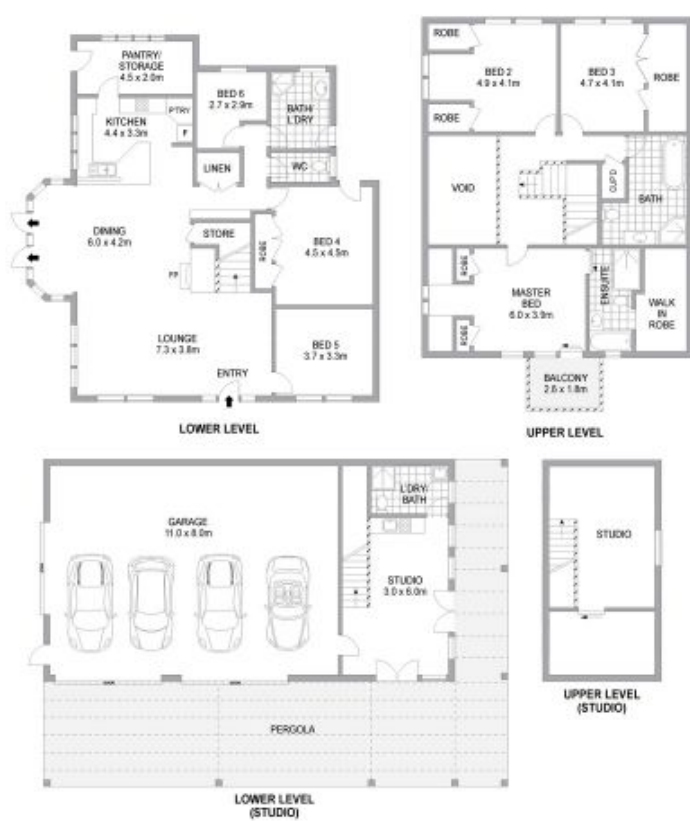 PANTRY/
STORAGE
4.5 x 2.0m
KITCHEN
4.4 x 3.3m
PTRY
F
BED 6
2.7 x 2.9m
BATH/
L'DRY
LINEN
WC
DINING
6.0 x 4.2m
STORE
ROBE
BED 4
4.5 x 4.5m
FP
LOUNGE
7.3 x 3.8m
ENTRY
BED 5
3.7 x 3.3m
LOWER LEVEL
ROBE
BED 2
4.9 x 4.1m
ROBE
BED 3
4.7 x 4.1m
ROBE
VOID
CUP'D
BATH
ROBE
MASTER
BED
6.0 x 3.9m
ROBE
ENSUITE
WALK
IN
ROBE
BALCONY
2.6 x 1.8m
UPPER LEVEL
GARAGE
11.0 x 8.0m
L'DRY/
BATH
STUDIO
3.0 x 6.0m
PERGOLA
LOWER LEVEL
(STUDIO)
STUDIO
UPPER LEVEL
(STUDIO)